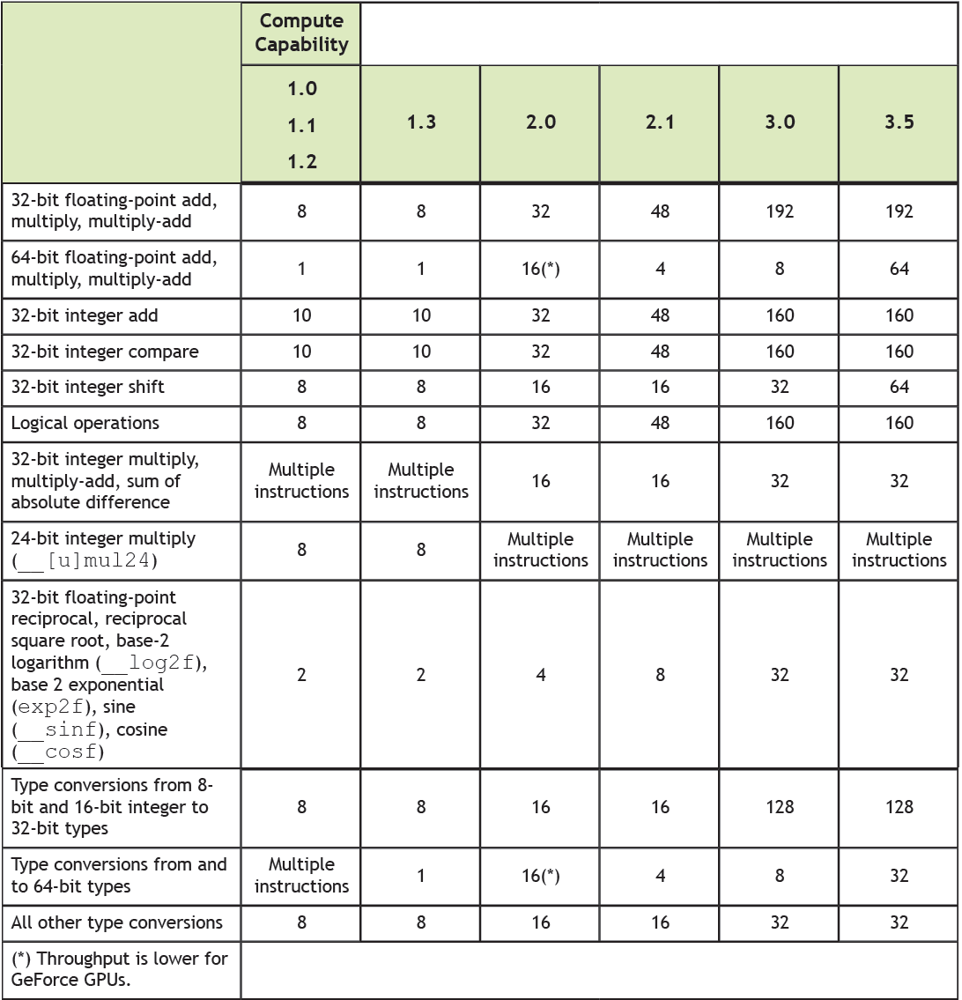 Compute
Capability
1.0
1.1
1.2
1.3
2.0
2.1
3.0
3.5
32-bit floating-point add,
multiply, multiply-add
8
8
32
48
192
192
64-bit floating-point add,
multiply, multiply-add
1
1
16(*)
4
8
64
32-bit integer add
10
10
32
48
160
160
32-bit integer compare
10
10
32
48
160
160
32-bit integer shift
8
8
16
16
32
64
Logical operations
8
8
32
48
160
160
32-bit integer multiply,
multiply-add, sum of
absolute difference
Multiple
instructions
Multiple
instructions
16
16
32
32
24-bit integer multiply
(__[u]mul24)
8
8
Multiple
instructions
Multiple
instructions
Multiple
instructions
Multiple
instructions
32-bit floating-point
reciprocal, reciprocal
square root, base-2
logarithm (__log2f),
base 2 exponential
(exp2f), sine
(__sinf), cosine
(__cosf)
2
2
4
8
32
32
Type conversions from 8-
bit and 16-bit integer to
32-bit types
8
8
16
16
128
128
Type conversions from and
to 64-bit types
Multiple
instructions
1
16(*)
4
8
32
All other type conversions
8
8
16
16
32
32
(*) Throughput is lower for
GeForce GPUs.